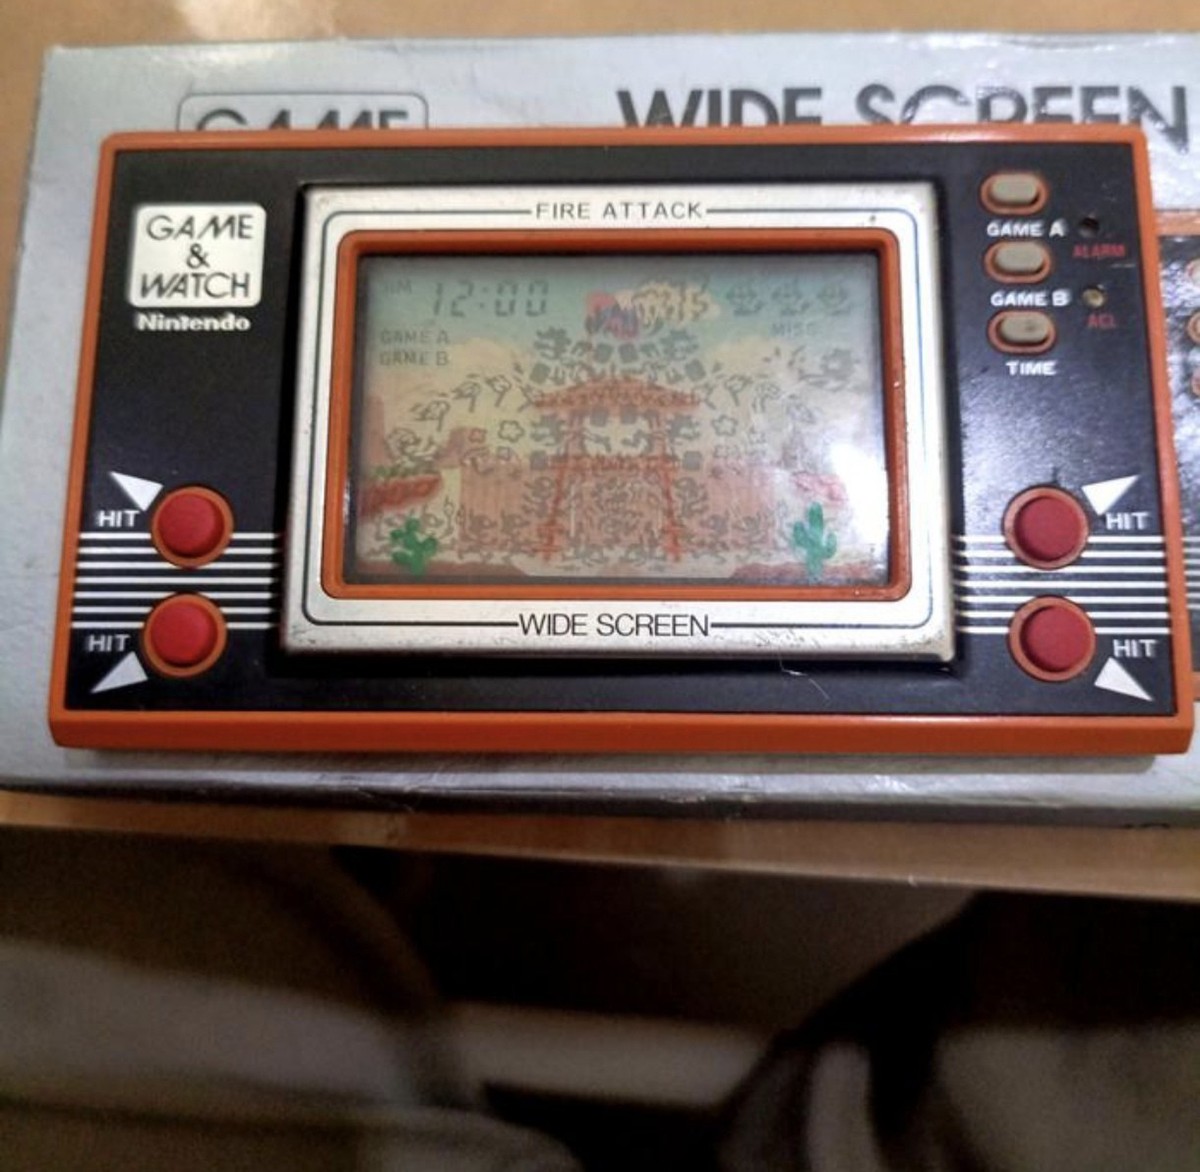 GAME
WIDE SCREEN
GAME
&
WATCH
Nintendo
FIRE ATTACK
GAME A
ALARM
GAME B
ACL
TIME
12:00
GAME A
GAME B
MISS
HIT
HIT
HIT
HIT
WIDE SCREEN